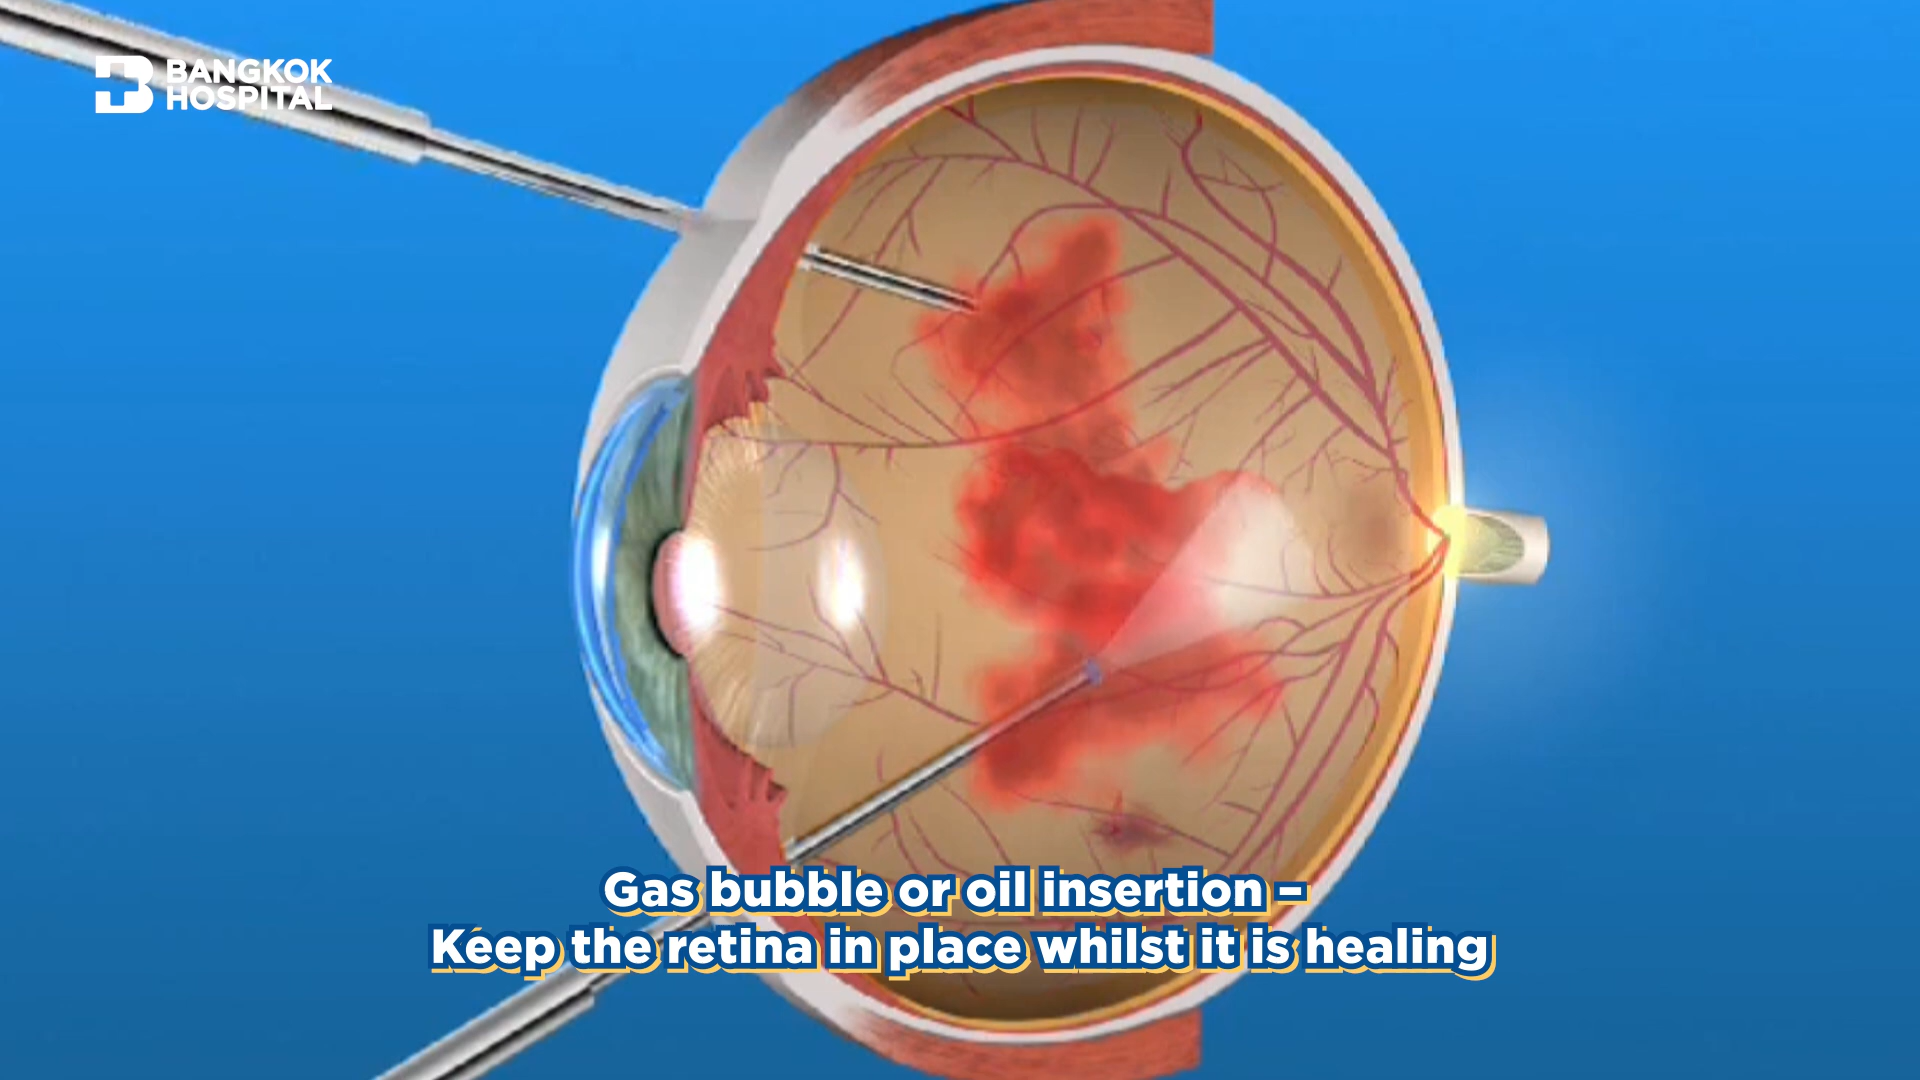 BANGKOK
HOSPITAL
Gas bubble or oil insertion –
Keep the retina in place whilst it is healing